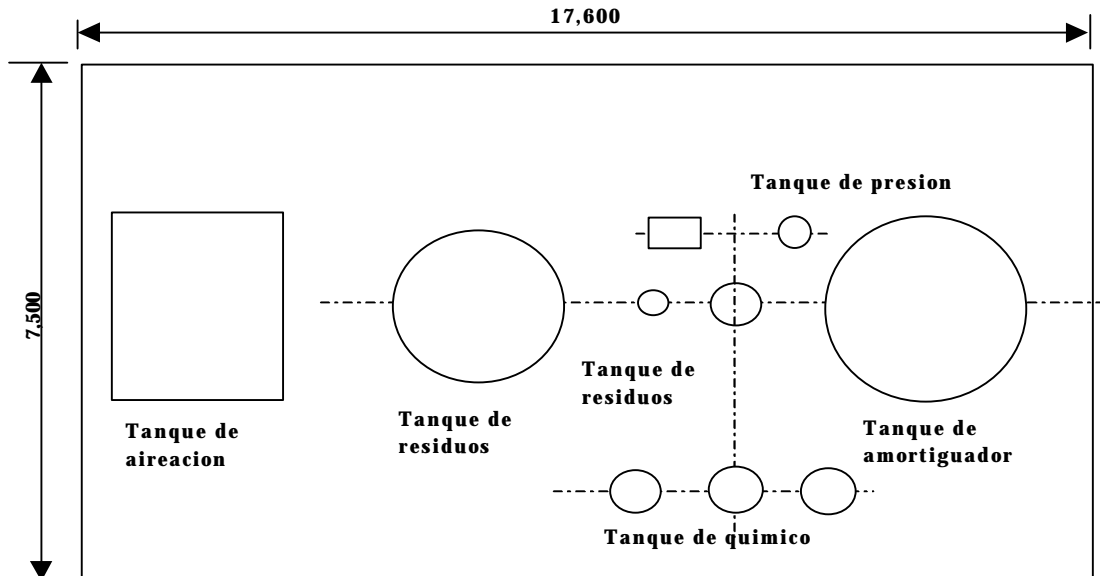 17,600
Tanque de presion
7,500
Tanque de
residuos
Tanque de
residuos
Tanque de
aireacion
Tanque de
amortiguador
Tanque de quimico